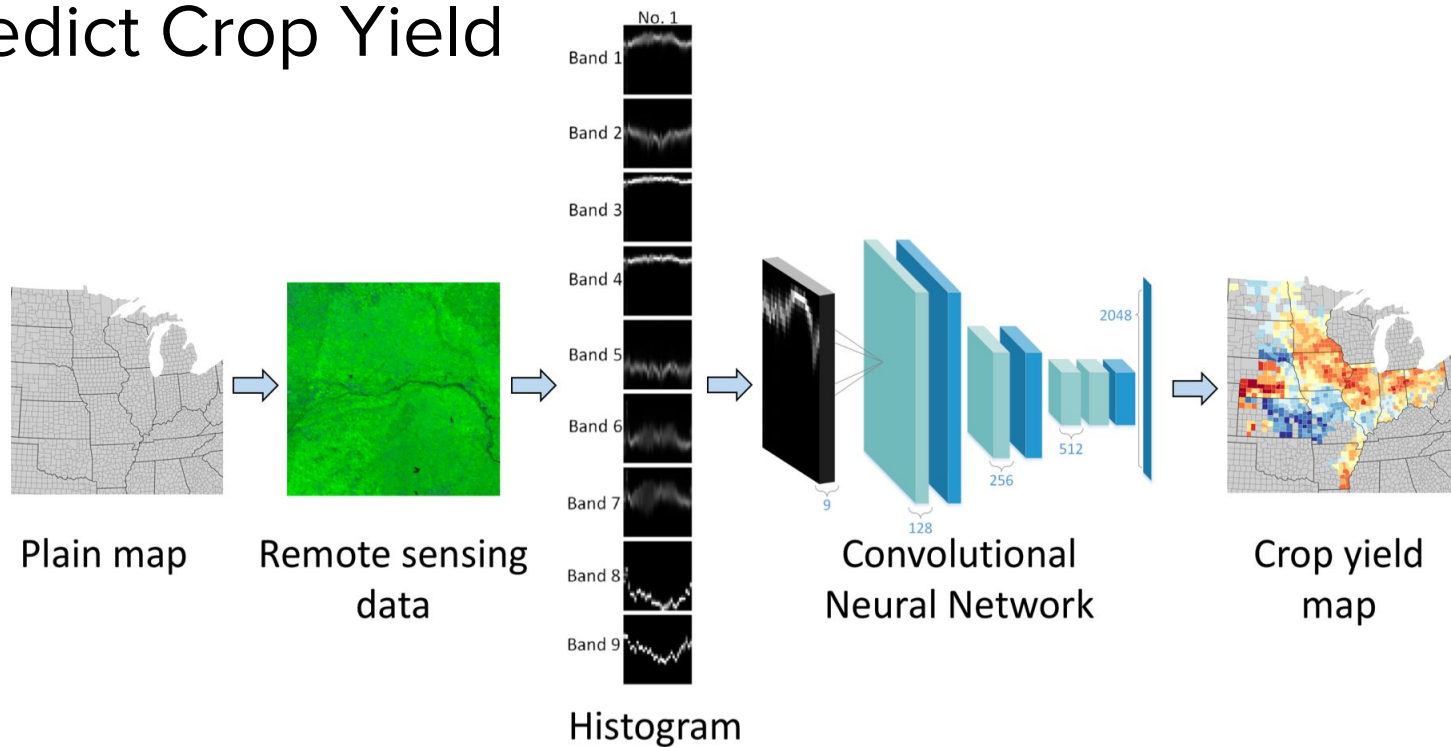 edict Crop Yield
No. 1
Band 1
Band 2
Band 3
Band 4
Band 5
Band 6
Band 7
Band 8
Band 9
Histogram
Plain map
Remote sensing
data
9
128
256
512
2048
Convolutional
Neural Network
Crop yield
map